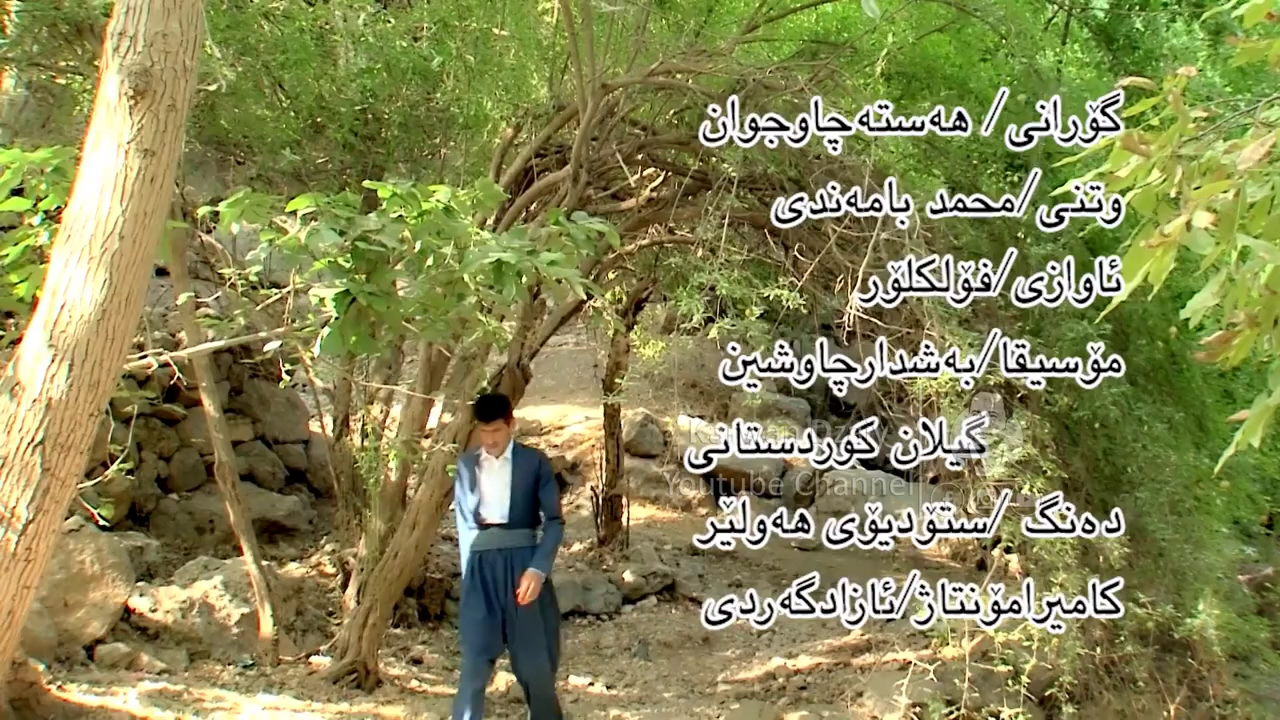 گۆرانی/ هەستەچاوجوان
وتنی/محمد بامەندی
ئاوازی/فۆلکلۆر
مۆسیقا/بەشدارچاوشین
گیلان کوردستانی
دەنگ /ستۆدیۆی هەولێر
کامیرامۆنتاژ/ئازادگەردی
Youtube Channel